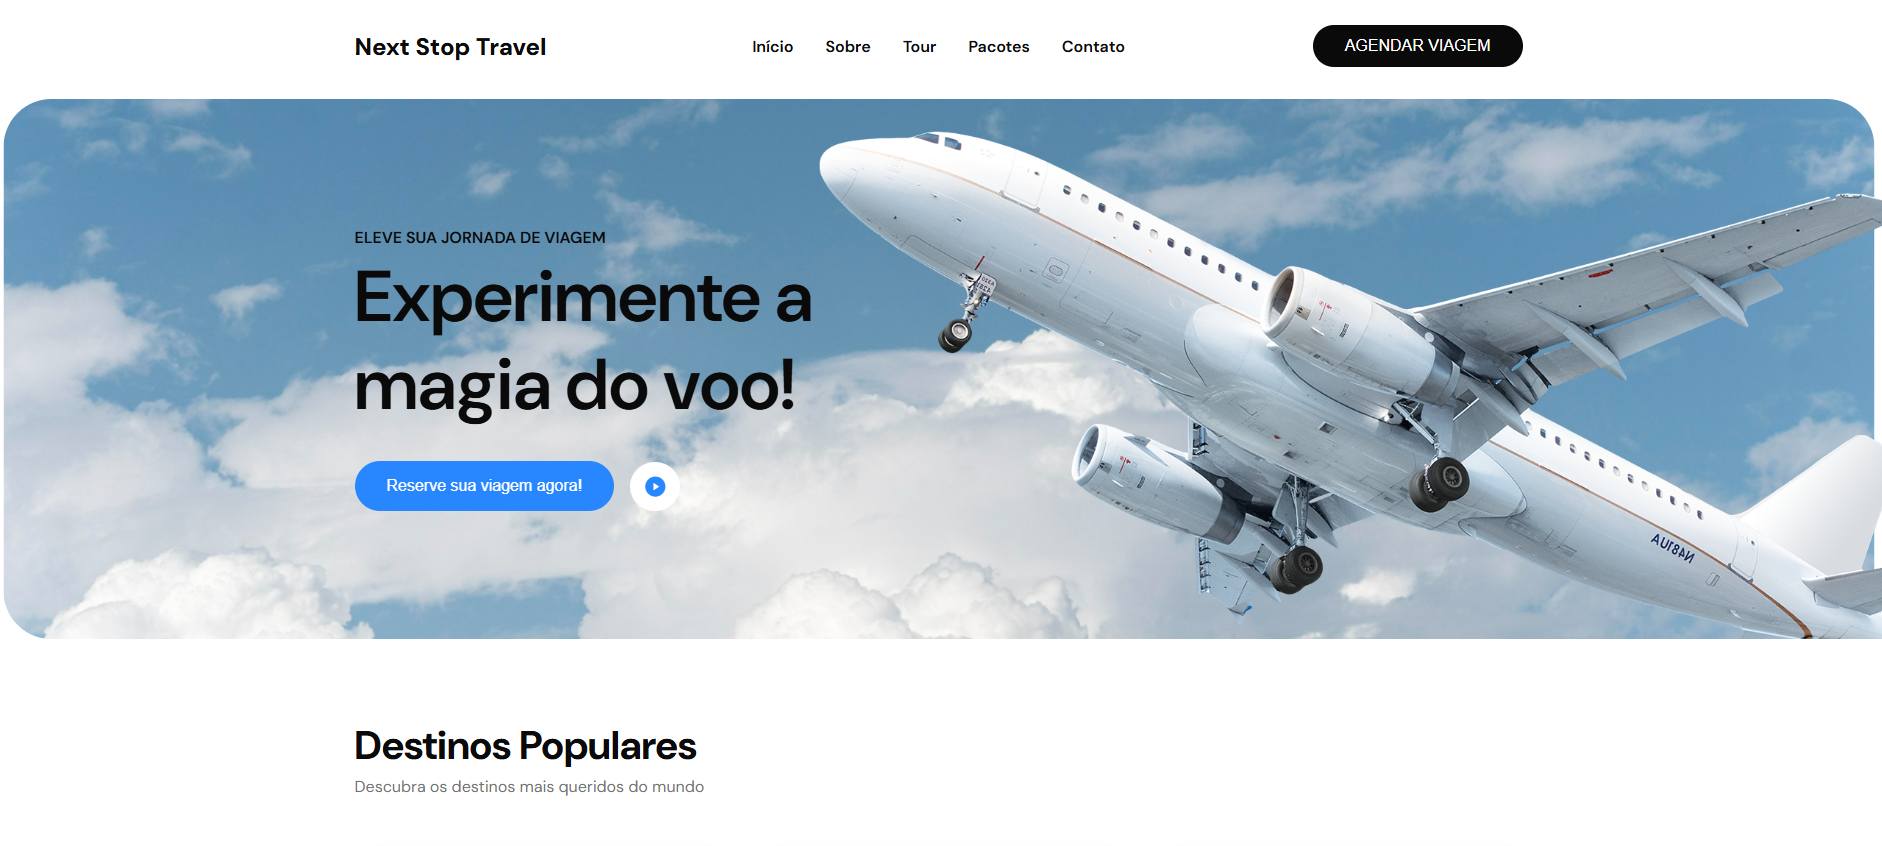 Next Stop Travel
Início Sobre Tour Pacotes Contato
AGENDAR VIAGEM
ELEVE SUA JORNADA DE VIAGEM
Experimente a
magia do voo!
Reserve sua viagem agora!
N481UA
Destinos Populares
Descubra os destinos mais queridos do mundo